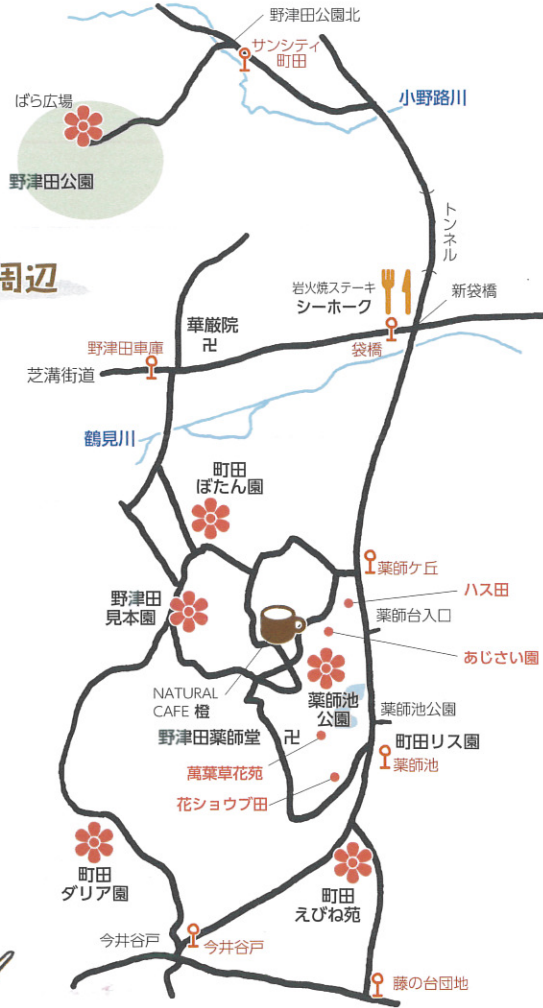 野津田公園北
サンシティ
町田
ばら広場
小野路川
野津田公園
トンネル
周辺
岩火焼ステーキ
シーホーク
新袋橋
華厳院
卍
野津田車庫
袋橋
芝溝街道
鶴見川
町田
ぼたん園
薬師ケ丘
ハス田
野津田
見本園
薬師台入口
あじさい園
NATURAL
CAFE 橙
薬師池
公園
薬師池公園
野津田薬師堂 卍
町田リス園
薬師池
萬葉草花苑
花ショウブ田
町田
ダリア園
町田
えびね苑
今井谷戸
今井谷戸
藤の台団地